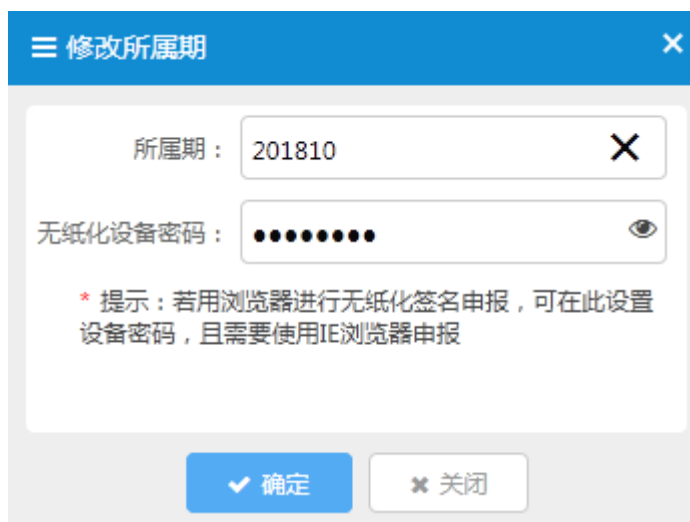 修改所属期
所属期：
201810
无纸化设备密码：
●●●●●●●●
* 提示：若用浏览器进行无纸化签名申报，可在此设置
设备密码，且需要使用IE浏览器申报
确定
关闭